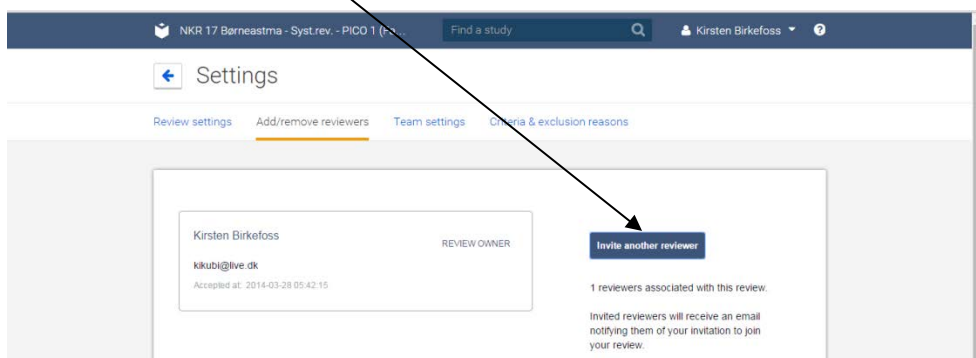 NKR 17 Børneastma - Syst.rev. - PICO 1 (Fo... Find a study Kirsten Birkefoss ?
Settings
Review settings Add/remove reviewers Team settings Criteria & exclusion reasons
Kirsten Birkefoss
REVIEW OWNER
kikubi@live.dk
Accepted at: 2014-03-28 05:42:15
Invite another reviewer
1 reviewers associated with this review.
Invited reviewers will receive an email
notifying them of your invitation to join
your review.